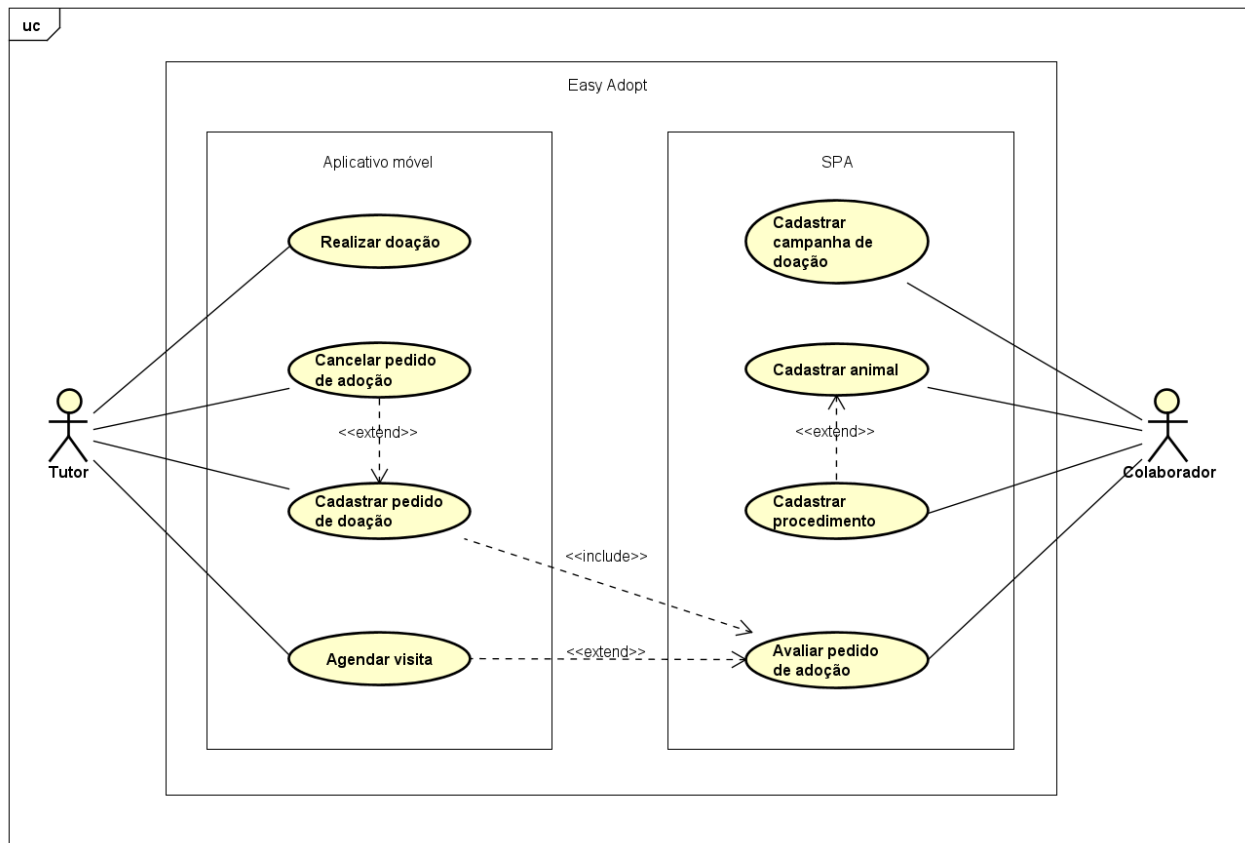 uc
Easy Adopt
Aplicativo móvel
SPA
Realizar doação
Cadastrar
campanha de
doação
Cancelar pedido
de adoção
Cadastrar animal
<<extend>>
<<extend>>
Tutor
Colaborador
Cadastrar pedido
de doação
Cadastrar
procedimento
<<include>>
Agendar visita
<<extend>>
Avaliar pedido
de adoção